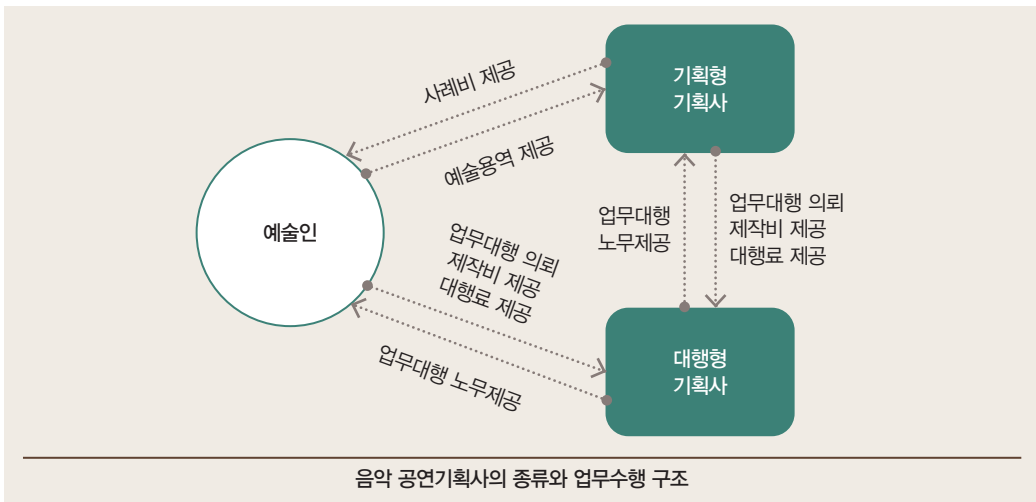 사례비 제공
기획형
기획사
예술용역 제공
예술인
업무대행
노무제공
업무대행 의뢰
제작비 제공
대행료 제공
업무대행 의뢰
제작비 제공
대행료 제공
업무대행 노무제공
대행형
기획사
음악 공연기획사의 종류와 업무수행 구조